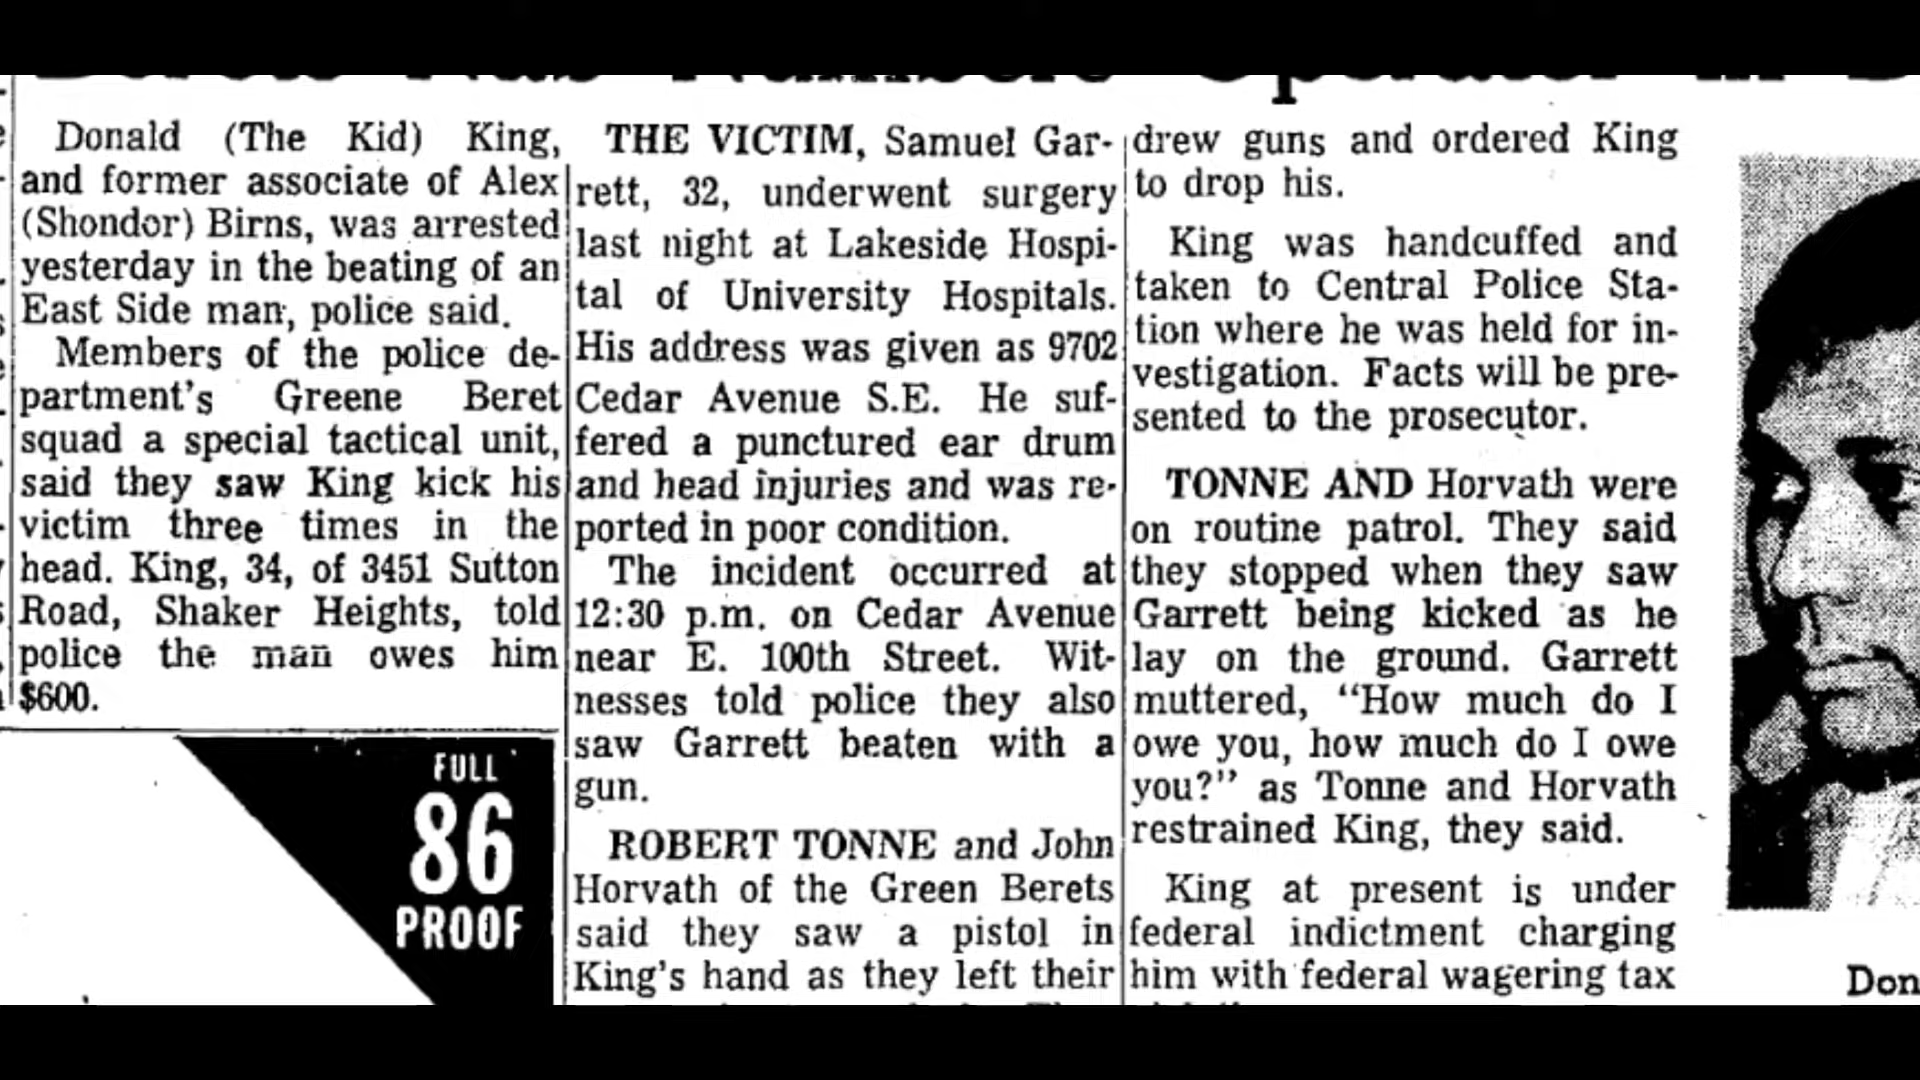 Donald (The Kid) King,
and former associate of Alex
(Shondor) Birns, was arrested
yesterday in the beating of an
East Side man, police said.
Members of the police de-
partment's Greene Beret
squad a special tactical unit,
said they saw King kick his
victim three times in the
head. King, 34, of 3451 Sutton
Road, Shaker Heights, told
police the man owes him
$600.
FULL
86
PROOF
THE VICTIM, Samuel Gar-
rett, 32, underwent surgery
last night at Lakeside Hospi-
tal of University Hospitals.
His address was given as 9702
Cedar Avenue S.E. He suf-
fered a punctured ear drum
and head injuries and was re-
ported in poor condition.
The incident occurred at
12:30 p.m. on Cedar Avenue
near E. 100th Street. Wit-
nesses told police they also
saw Garrett beaten with a
gun.
ROBERT TONNE and John
Horvath of the Green Berets
said they saw a pistol in
King's hand as they left their
drew guns and ordered King
to drop his.
King was handcuffed and
taken to Central Police Sta-
tion where he was held for in-
vestigation. Facts will be pre-
sented to the prosecutor.
TONNE AND Horvath were
on routine patrol. They said
they stopped when they saw
Garrett being kicked as he
lay on the ground. Garrett
muttered, "How much do I
owe you, how much do I owe
you?" as Tonne and Horvath
restrained King, they said.
King at present is under
federal indictment charging
him with federal wagering tax
Don